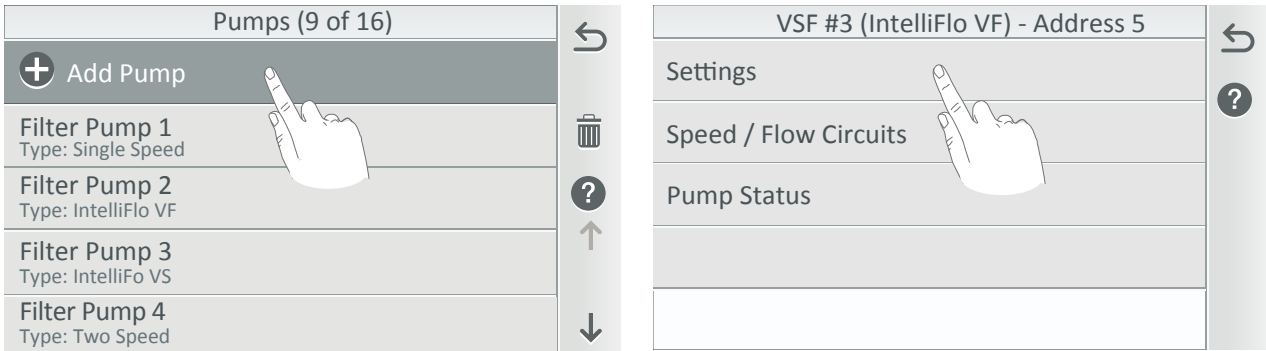 Pumps (9 of 16)
Add Pump
Filter Pump 1
Type: Single Speed
Filter Pump 2
Type: IntelliFlo VF
Filter Pump 3
Type: IntelliFo VS
Filter Pump 4
Type: Two Speed
?
VSF #3 (IntelliFlo VF) - Address 5
Settings
Speed / Flow Circuits
Pump Status
?